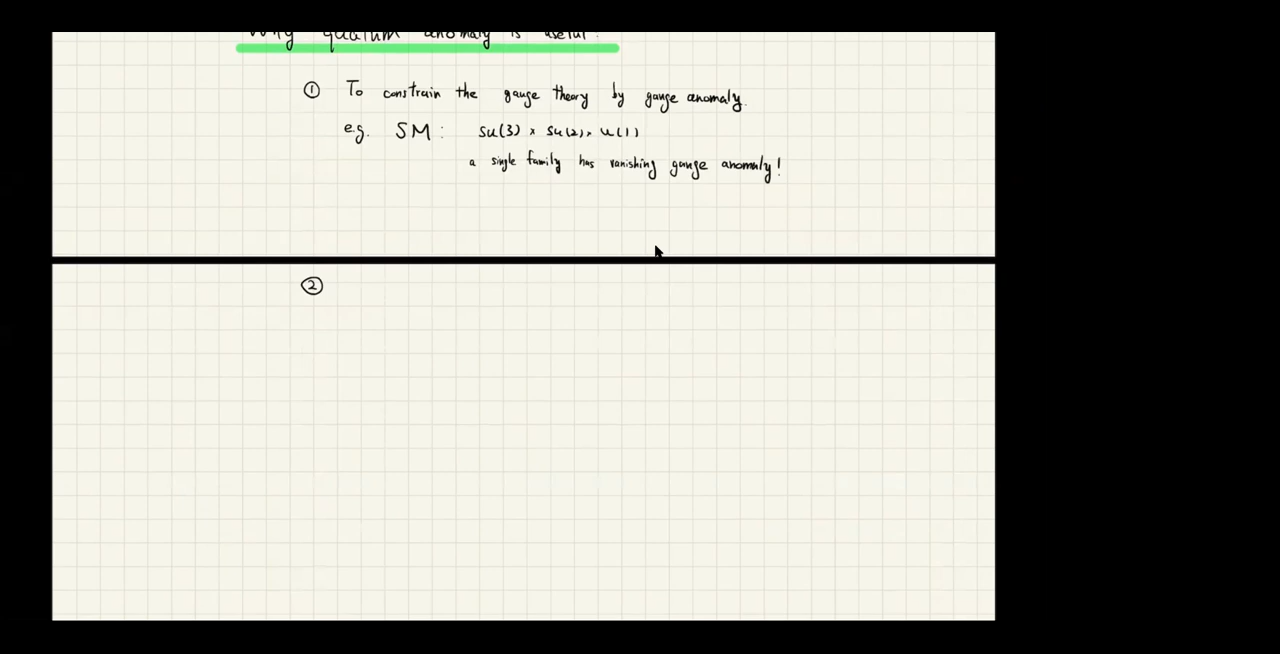 Why quatum anomaly is useful?
① To constrain the gauge theory by gauge anomaly.
e.g. SM: su(3) × su(2) × u(1)
a single family has vanishing gauge anomaly!
②